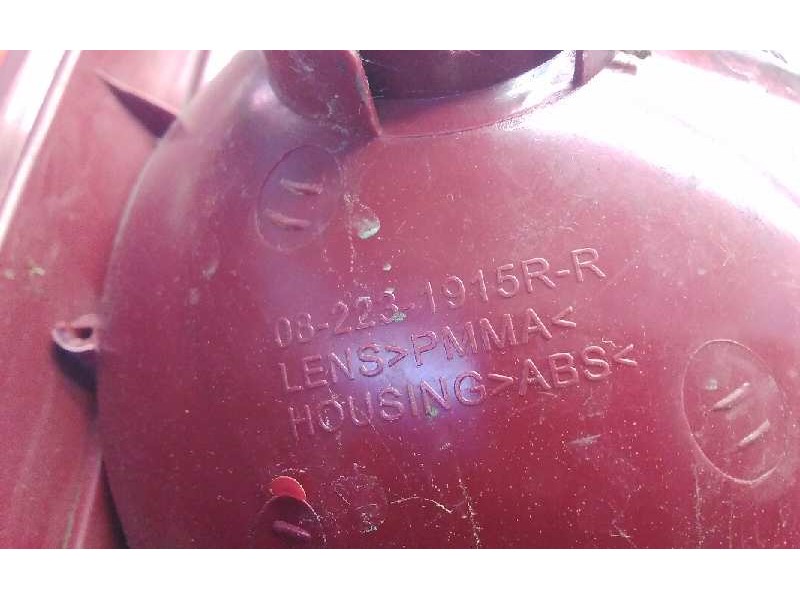 08-223-1915R-R
LENS>PMMA<
HOUSING>ABS<